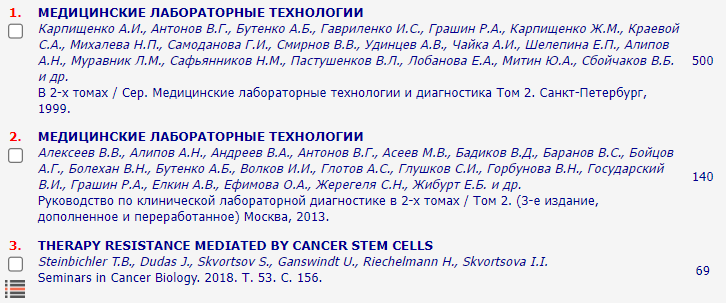 1. МЕДИЦИНСКИЕ ЛАБОРАТОРНЫЕ ТЕХНОЛОГИИ
Карпищенко А.И., Антонов В.Г., Бутенко А.Б., Гавриленко И.С., Грашин Р.А., Карпищенко Ж.М., Краевой
С.А., Михалева Н.П., Самоданова Г.И., Смирнов В.В., Удинцев А.В., Чайка А.И., Шелепина Е.П., Алипов
А.Н., Муравник Л.М., Сафьянников Н.М., Пастушенков В.Л., Лобанова Е.А., Митин Ю.А., Сбойчаков В.Б.
и др.
500
В 2-х томах / Сер. Медицинские лабораторные технологии и диагностика Том 2. Санкт-Петербург,
1999.
2. МЕДИЦИНСКИЕ ЛАБОРАТОРНЫЕ ТЕХНОЛОГИИ
Алексеев В.В., Алипов А.Н., Андреев В.А., Антонов В.Г., Асеев М.В., Бадиков В.Д., Баранов В.С., Бойцов
А.Г., Болехан В.Н., Бутенко А.Б., Волков И.И., Глотов А.С., Глушков С.И., Горбунова В.Н., Государский
В.И., Грашин Р.А., Елкин А.В., Ефимова О.А., Жерегеля С.Н., Жибурт Е.Б. и др.
140
Руководство по клинической лабораторной диагностике в 2-х томах / Том 2. (3-е издание,
дополненное и переработанное) Москва, 2013.
3. THERAPY RESISTANCE MEDIATED BY CANCER STEM CELLS
Steinbichler T.B., Dudas J., Skvortsov S., Ganswindt U., Riechelmann H., Skvortsova I.I.
69
Seminars in Cancer Biology. 2018. Т. 53. С. 156.